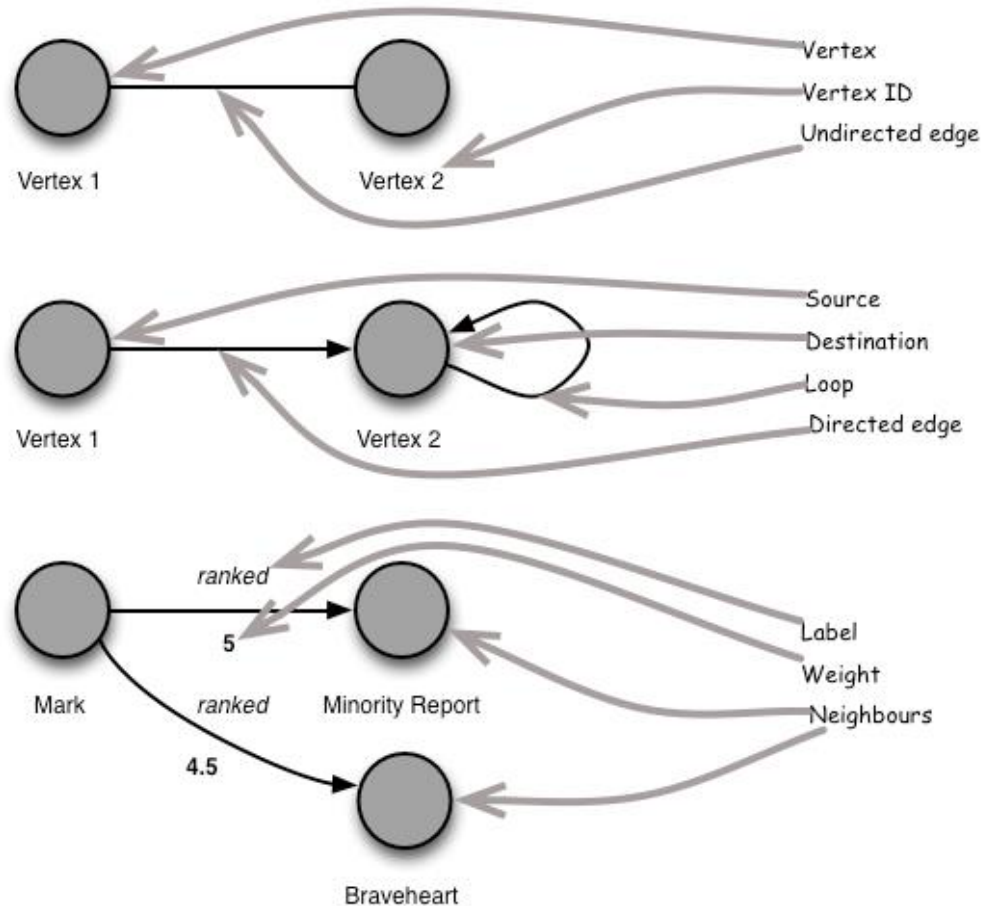 Vertex
Vertex ID
Undirected edge
Vertex 1
Vertex 2
Source
Destination
Loop
Directed edge
Vertex 1
Vertex 2
ranked
5
Label
Weight
Mark
ranked
Minority Report
Neighbours
4.5
Braveheart